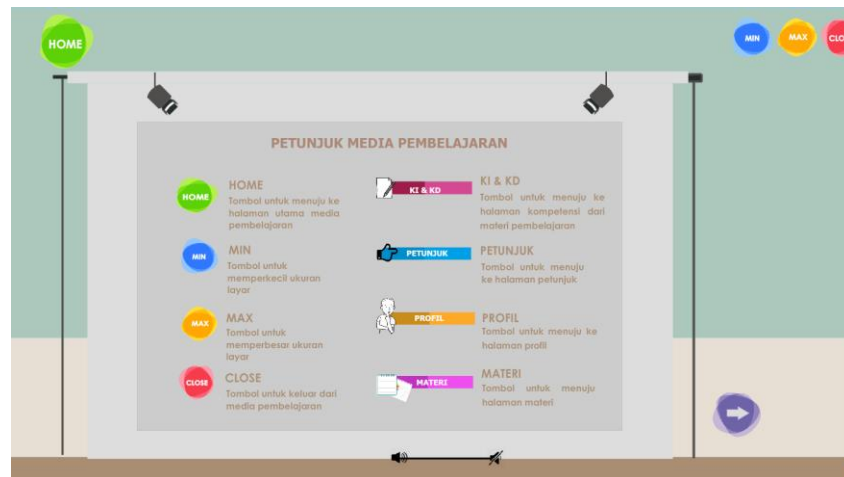 HOME
MIN
MAX
CLO
PETUNJUK MEDIA PEMBELAJARAN
HOME
HOME
Tombol untuk menuju ke
halaman utama media
pembelajaran
MIN
MIN
Tombol untuk
memperkecil ukuran
layar
MAX
MAX
Tombol untuk
memperbesar ukuran
layar
CLOSE
CLOSE
Tombol untuk keluar dari
media pembelajaran
KI & KD
KI & KD
Tombol untuk menuju ke
halaman kompetensi dari
materi pembelajaran
PETUNJUK
PETUNJUK
Tombol untuk menuju
ke halaman petunjuk
PROFIL
PROFIL
Tombol untuk menuju ke
halaman profil
MATERI
MATERI
Tombol untuk menuju
halaman materi